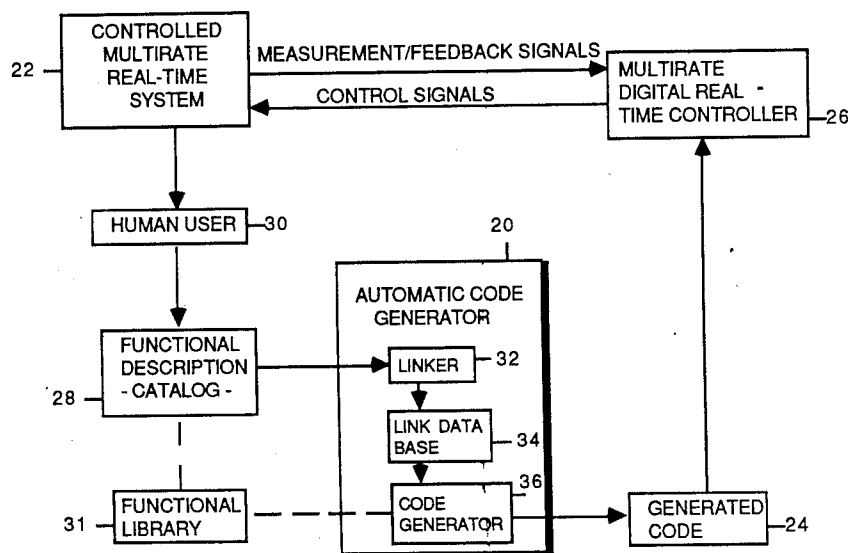 CONTROLLED
MULTIRATE
REAL-TIME
SYSTEM
22
MEASUREMENT/FEEDBACK SIGNALS
CONTROL SIGNALS
MULTIRATE
DIGITAL REAL -
TIME CONTROLLER
26
HUMAN USER
30
20
AUTOMATIC CODE
GENERATOR
FUNCTIONAL
DESCRIPTION
- CATALOG -
28
LINKER
32
LINK DATA
BASE
34
36
CODE
GENERATOR
FUNCTIONAL
LIBRARY
31
GENERATED
CODE
24